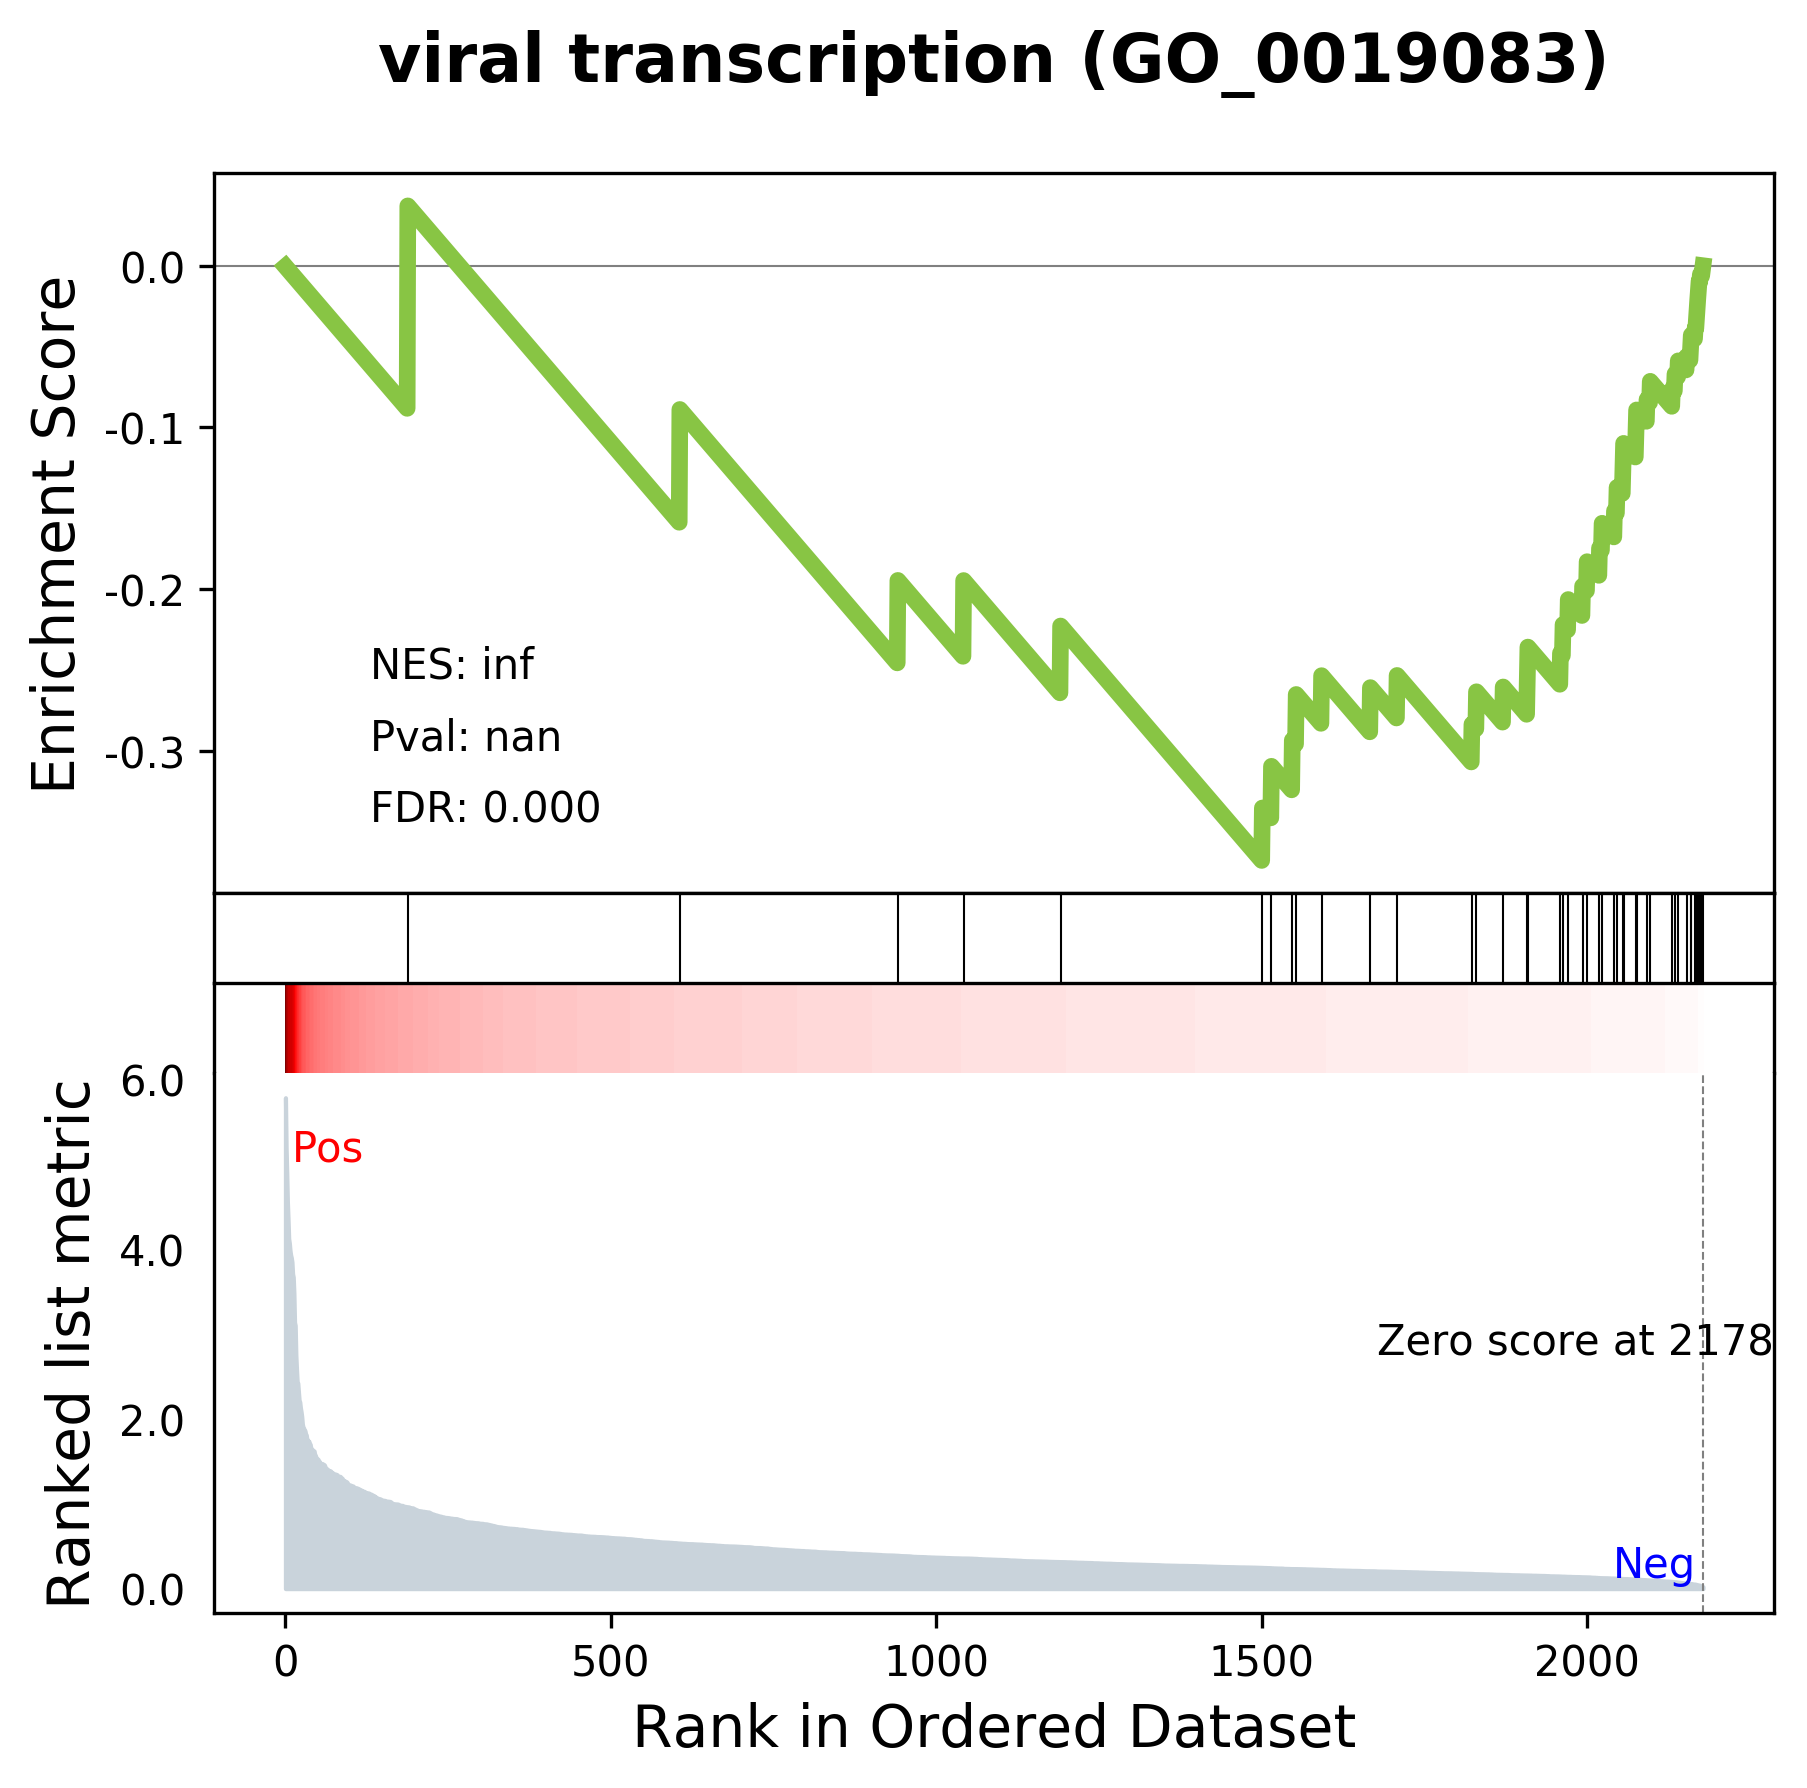 viral transcription (GO_0019083)
Enrichment Score
0.0
-0.1
-0.2
-0.3
NES: inf
Pval: nan
FDR: 0.000
Ranked list metric
6.0
4.0
2.0
0.0
Pos
Zero score at 2178
Neg
0 500 1000 1500 2000
Rank in Ordered Dataset